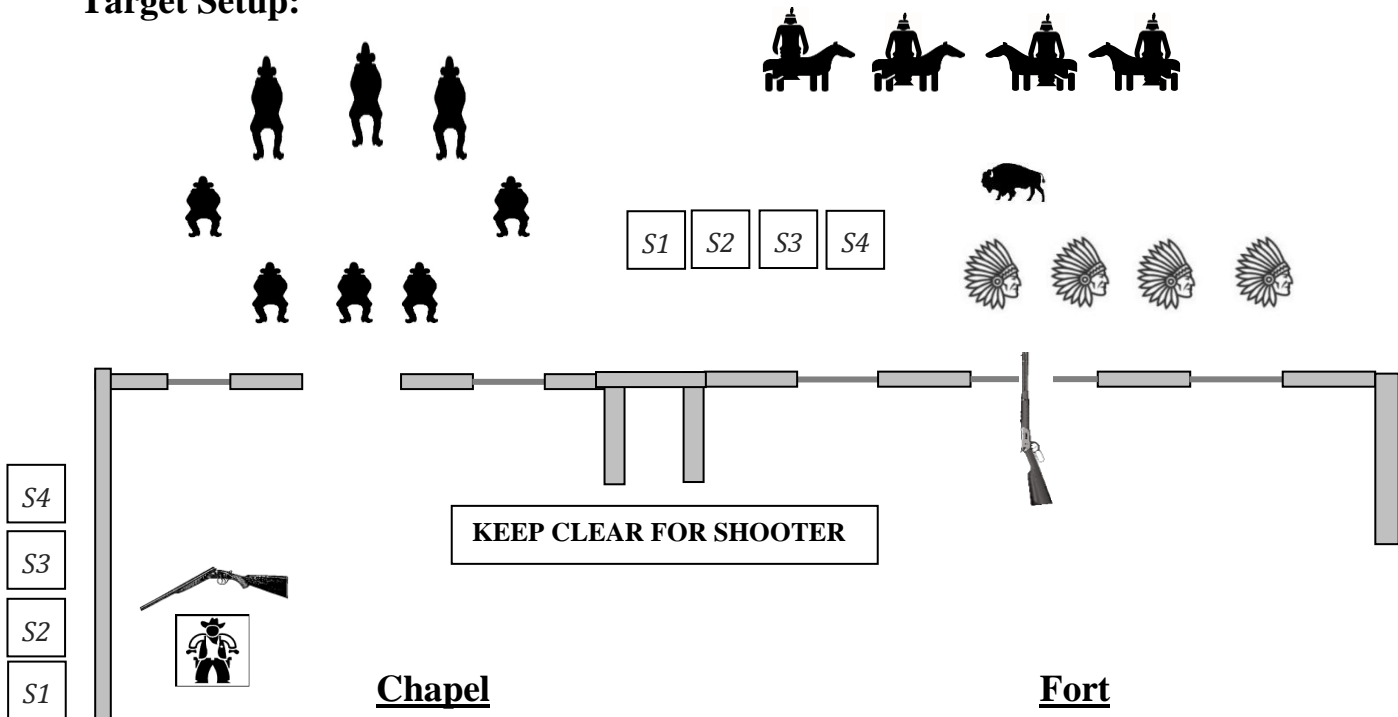 Target Setup:
S1 S2 S3 S4
S4
S3
KEEP CLEAR FOR SHOOTER
S2
S1
Chapel
Fort